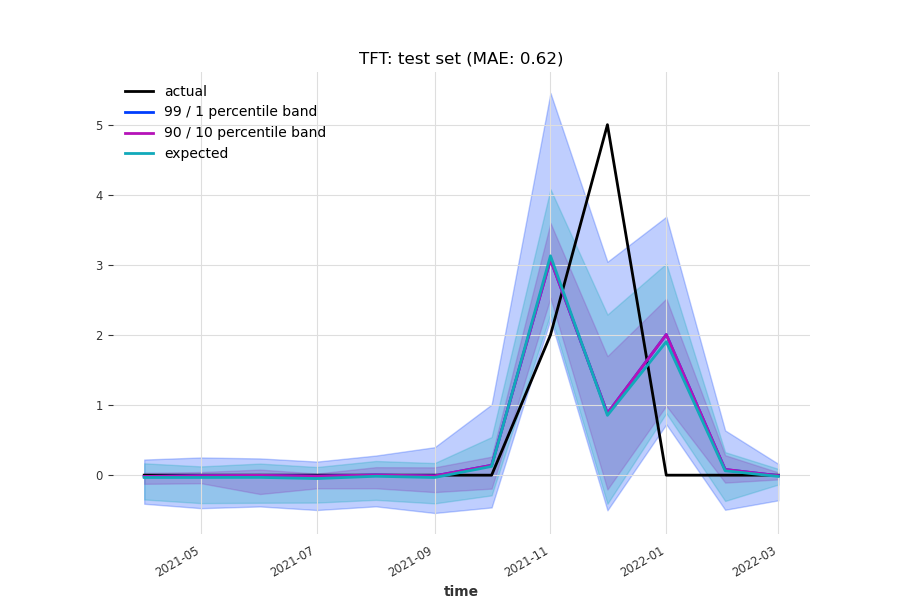 TFT: test set (MAE: 0.62)
actual
99 / 1 percentile band
90 / 10 percentile band
expected
5
4
3
2
1
0
2021-05
2021-07
2021-09
2021-11
2022-01
2022-03
time